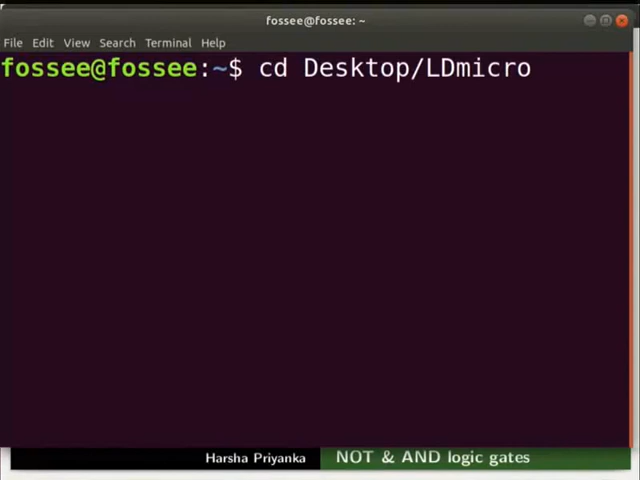 fossee@fossee: ~
File Edit View Search Terminal Help
fossee@fossee:~$ cd Desktop/LDmicro
Harsha Priyanka NOT & AND logic gates